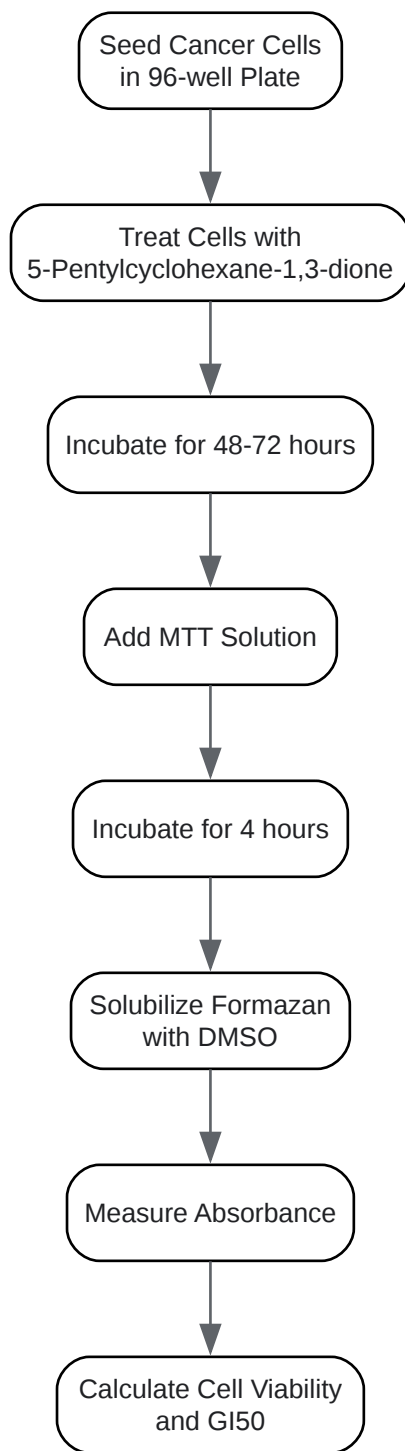 Seed Cancer Cells
in 96-well Plate
Treat Cells with
5-Pentylcyclohexane-1,3-dione
Incubate for 48-72 hours
Add MTT Solution
Incubate for 4 hours
Solubilize Formazan
with DMSO
Measure Absorbance
Calculate Cell Viability
and GI50